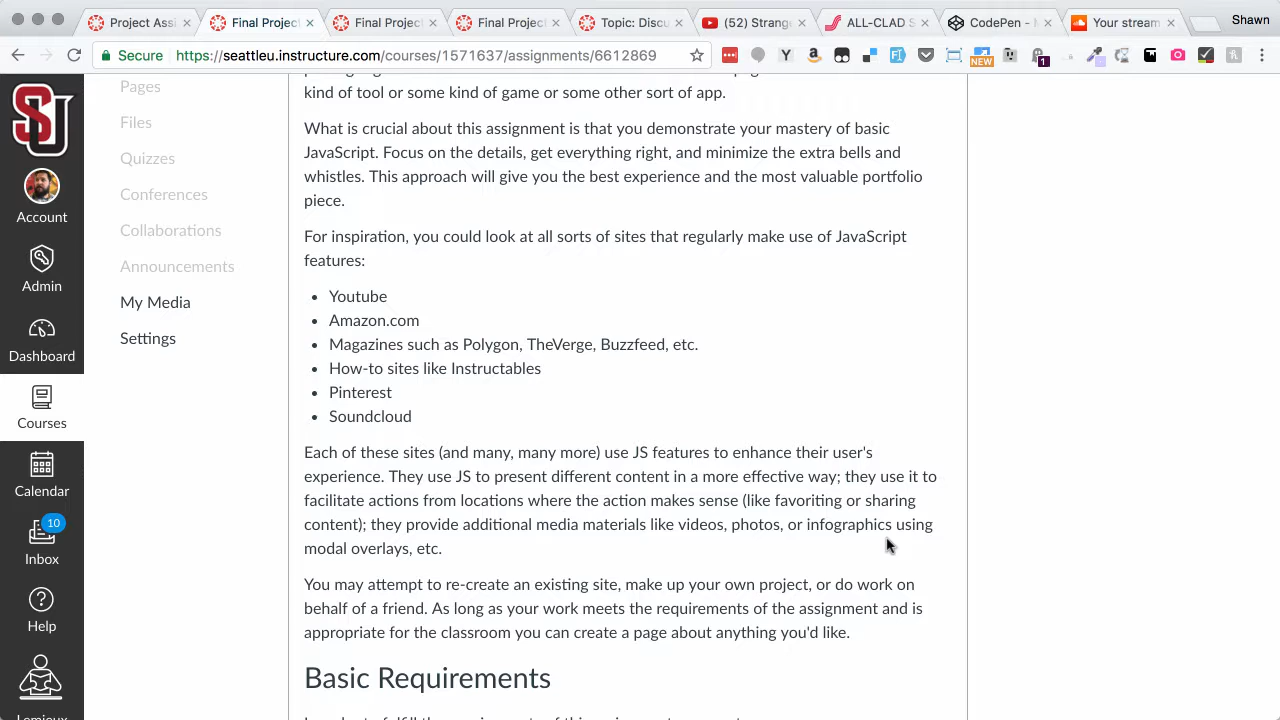 Project Assi
Final Project
Final Project
Final Project
Topic: Discu
(52) Strange
ALL-CLAD S
CodePen - M
Your stream
Shawn
Secure
https://seattleu.instructure.com/courses/1571637/assignments/6612869
NEW
1
SU
Account
Admin
Dashboard
Courses
Calendar
10
Inbox
Help
Lemieux
Pages
Files
Quizzes
Conferences
Collaborations
Announcements
My Media
Settings
kind of tool or some kind of game or some other sort of app.
What is crucial about this assignment is that you demonstrate your mastery of basic
JavaScript. Focus on the details, get everything right, and minimize the extra bells and
whistles. This approach will give you the best experience and the most valuable portfolio
piece.
For inspiration, you could look at all sorts of sites that regularly make use of JavaScript
features:
• Youtube
• Amazon.com
• Magazines such as Polygon, TheVerge, Buzzfeed, etc.
• How-to sites like Instructables
• Pinterest
• Soundcloud
Each of these sites (and many, many more) use JS features to enhance their user's
experience. They use JS to present different content in a more effective way; they use it to
facilitate actions from locations where the action makes sense (like favoriting or sharing
content); they provide additional media materials like videos, photos, or infographics using
modal overlays, etc.
You may attempt to re-create an existing site, make up your own project, or do work on
behalf of a friend. As long as your work meets the requirements of the assignment and is
appropriate for the classroom you can create a page about anything you'd like.
Basic Requirements